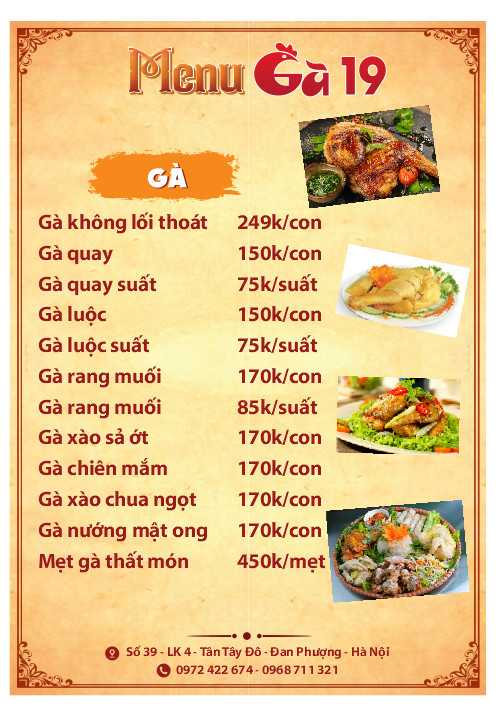 Menu Gà 19
GÀ
Gà không lối thoát 249k/con
Gà quay 150k/con
Gà quay suất 75k/suất
Gà luộc 150k/con
Gà luộc suất 75k/suất
Gà rang muối 170k/con
Gà rang muối 85k/suất
Gà xào sả ớt 170k/con
Gà chiên mắm 170k/con
Gà xào chua ngọt 170k/con
Gà nướng mật ong 170k/con
Mẹt gà thất món 450k/mẹt
Số 39 - LK 4 - Tân Tây Đô - Đan Phượng - Hà Nội
0972 422 674 - 0968 711 321